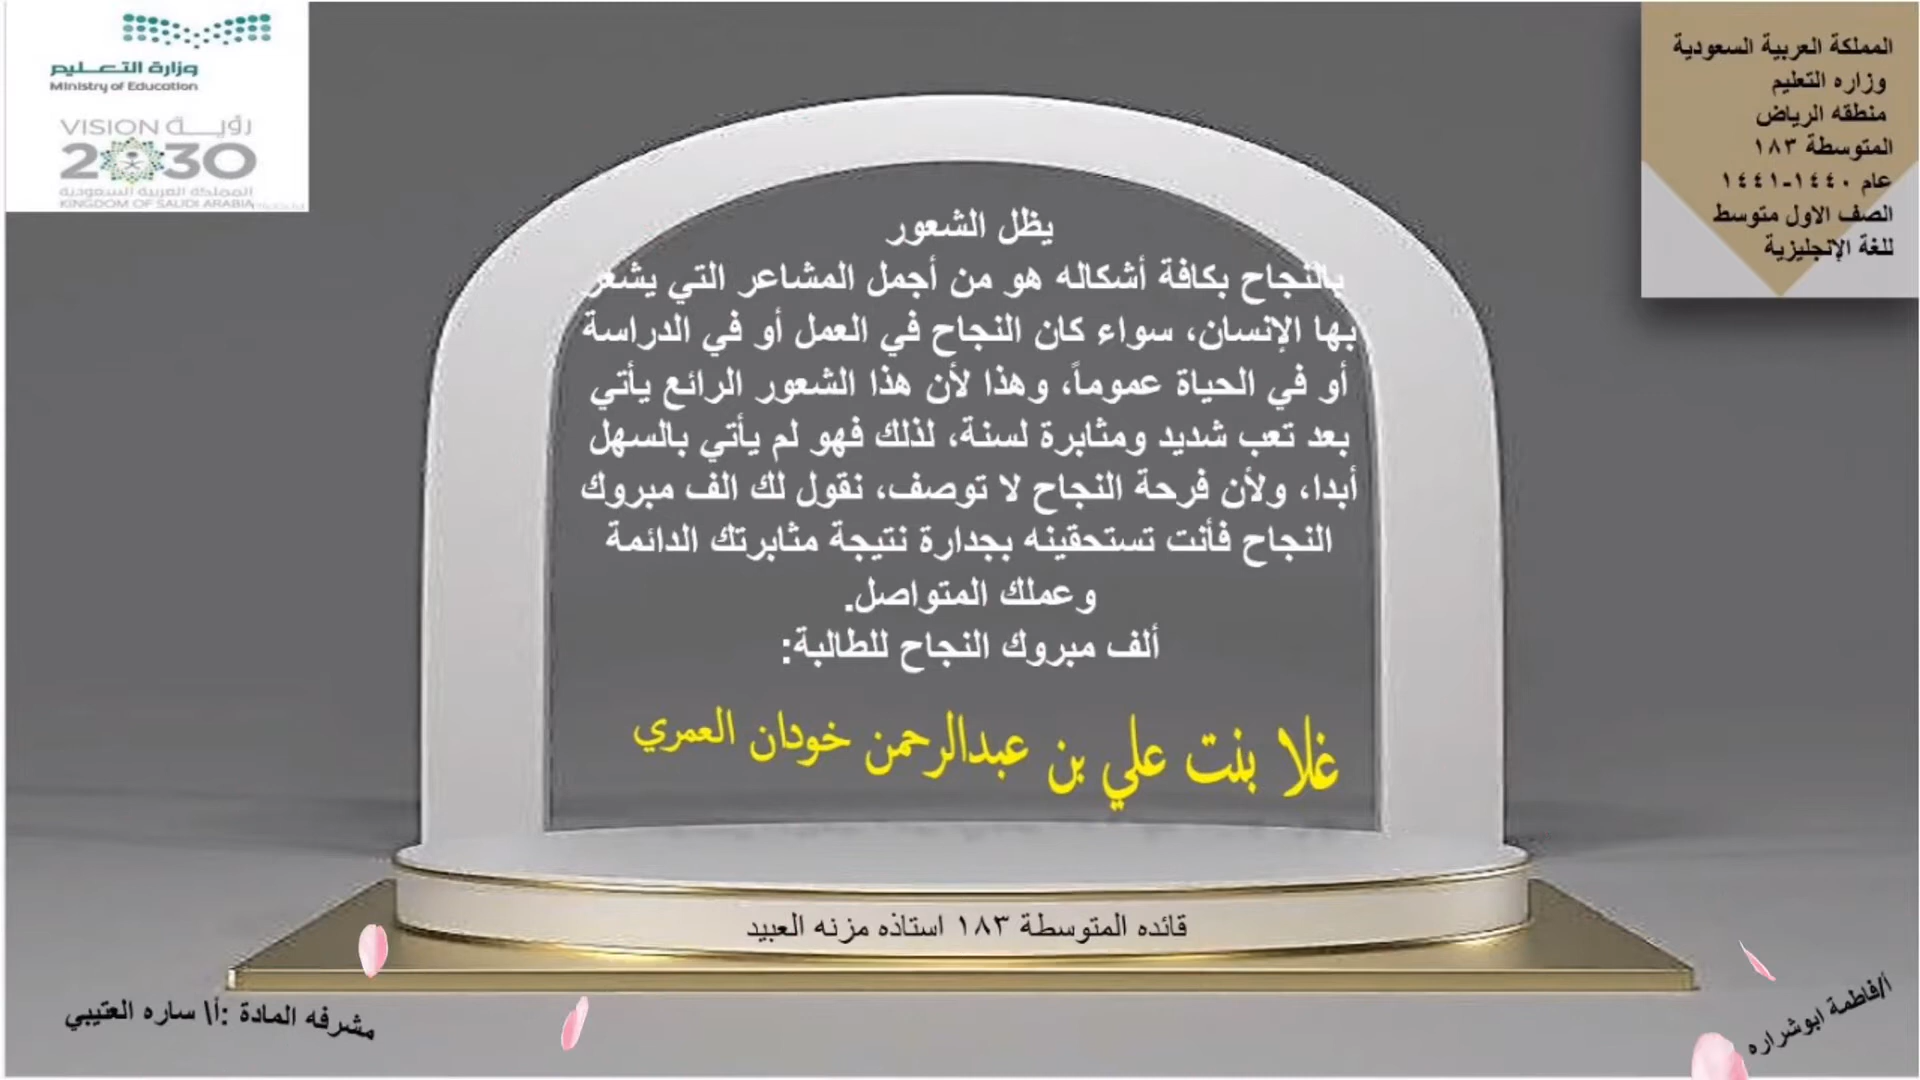 وزارة التعليم
Ministry of Education
VISION رؤية
2030
المملكة العربية السعودية
KINGDOM OF SAUDI ARABIA
المملكة العربية السعودية
وزاره التعليم
منطقه الرياض
المتوسطة ١٨٣
عام ١٤٤٠-١٤٤١
الصف الاول متوسط
للغة الإنجليزية
يظل الشعور
بالنجاح بكافة أشكاله هو من أجمل المشاعر التي يشعر
بها الإنسان، سواء كان النجاح في العمل أو في الدراسة
أو في الحياة عموماً، وهذا لأن هذا الشعور الرائع يأتي
بعد تعب شديد ومثابرة لسنة، لذلك فهو لم يأتي بالسهل
أبدا، ولأن فرحة النجاح لا توصف، نقول لك الف مبروك
النجاح فأنت تستحقينه بجدارة نتيجة مثابرتك الدائمة
وعملك المتواصل.
ألف مبروك النجاح للطالبة:
غلا بنت علي بن عبدالرحمن خودان العمري
قائده المتوسطة ١٨٣ استاذه مزنه العبيد
مشرفه المادة :أ\ ساره العتيبي
أ/فاطمة ابوشراره